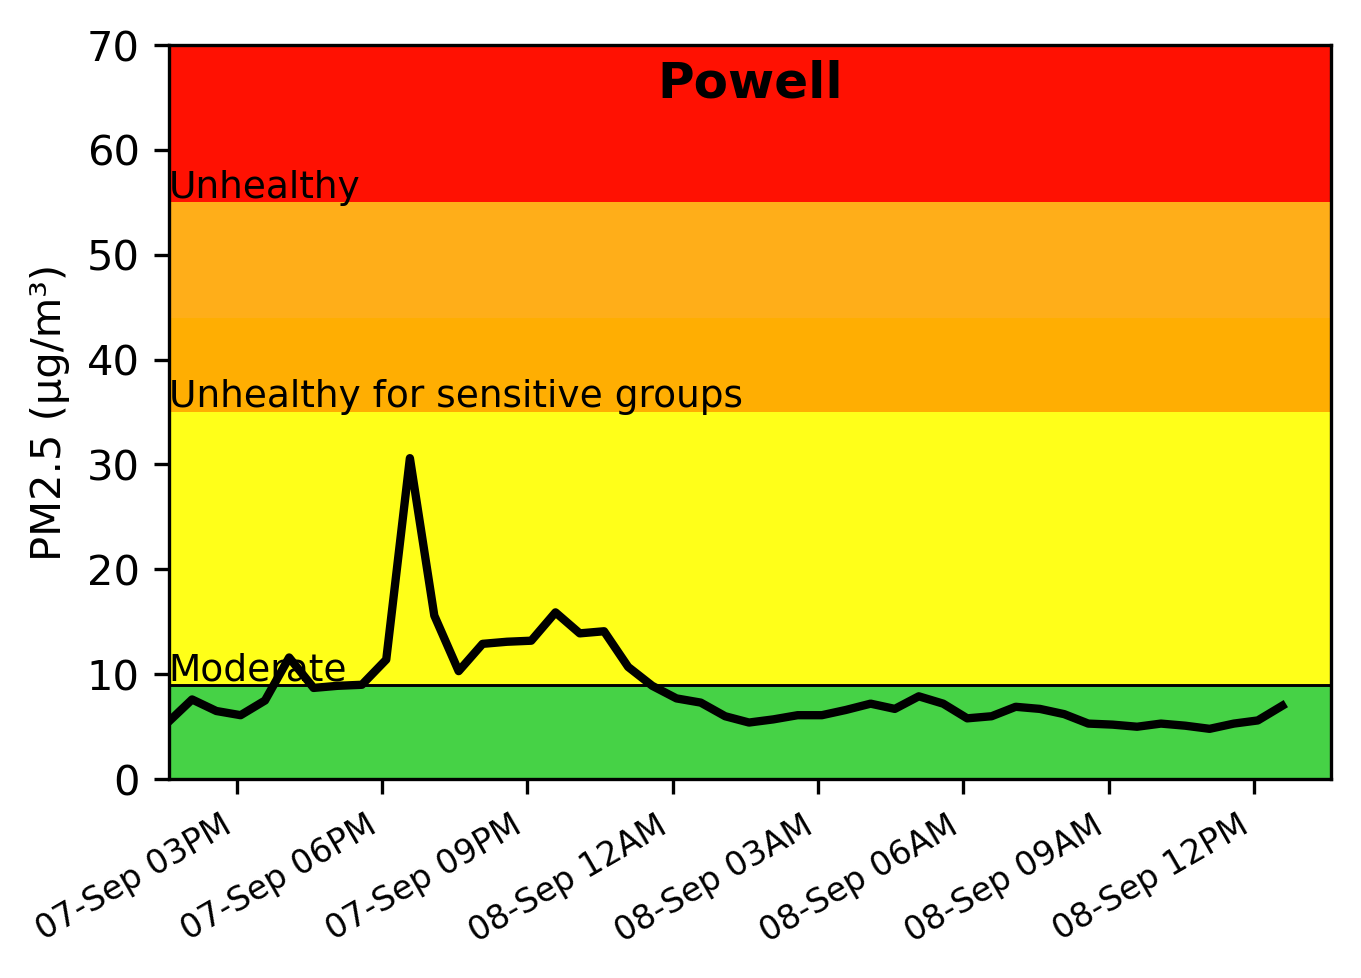 Powell
70
60
50
40
30
20
10
0
PM2.5 (µg/m³)
Unhealthy
Unhealthy for sensitive groups
Moderate
07-Sep 03PM
07-Sep 06PM
07-Sep 09PM
08-Sep 12AM
08-Sep 03AM
08-Sep 06AM
08-Sep 09AM
08-Sep 12PM